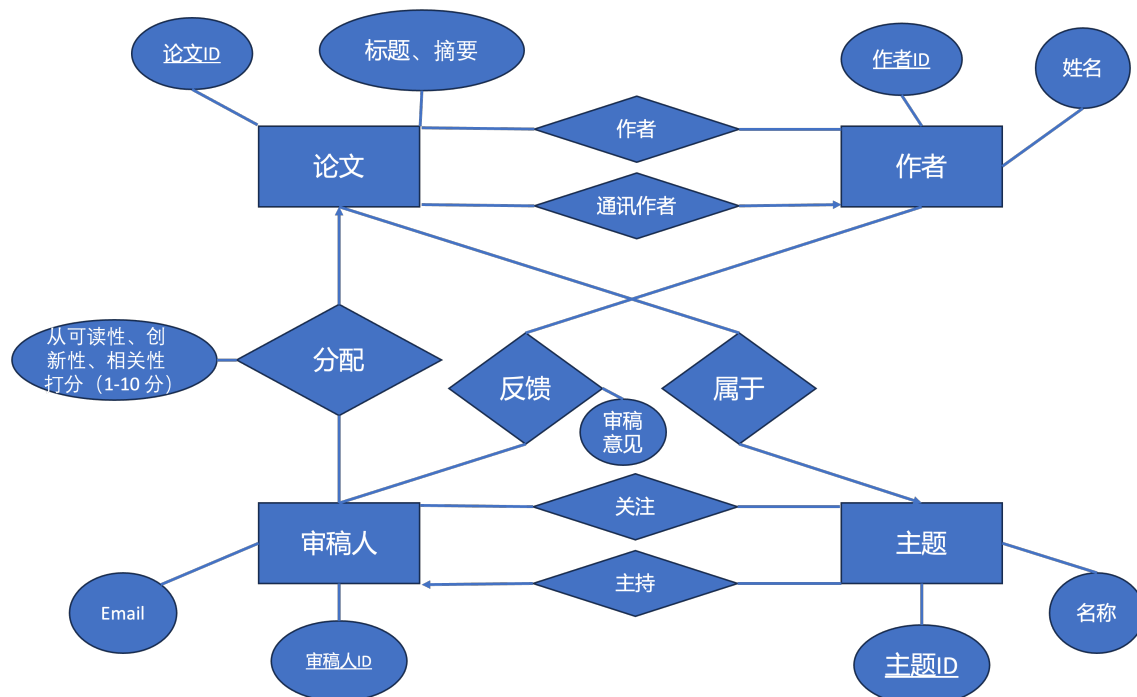 论文ID
标题、摘要
作者ID
姓名
作者
论文
作者
通讯作者
从可读性、创
新性、相关性
打分（1-10 分）
分配
反馈
属于
审稿
意见
关注
审稿人
主题
主持
Email
名称
审稿人ID
主题ID